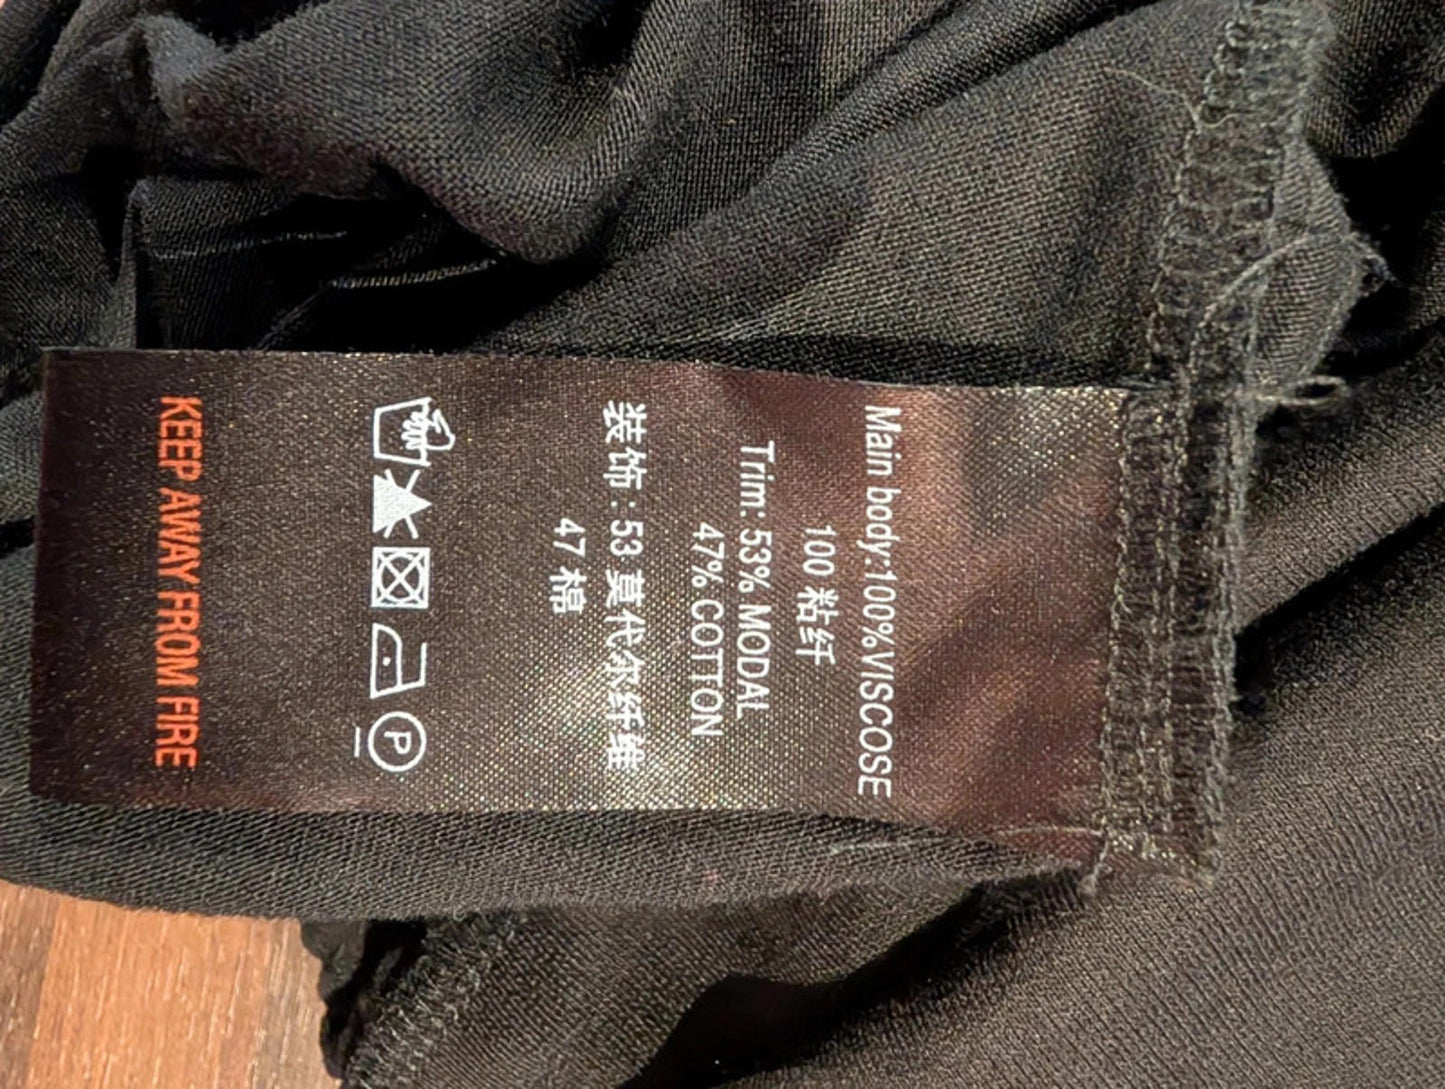 Main body:100%VISCOSE
100 粘纤
Trim: 53% MODAL
47% COTTON
装饰:53 莫代尔纤维
47 棉
P
KEEP AWAY FROM FIRE